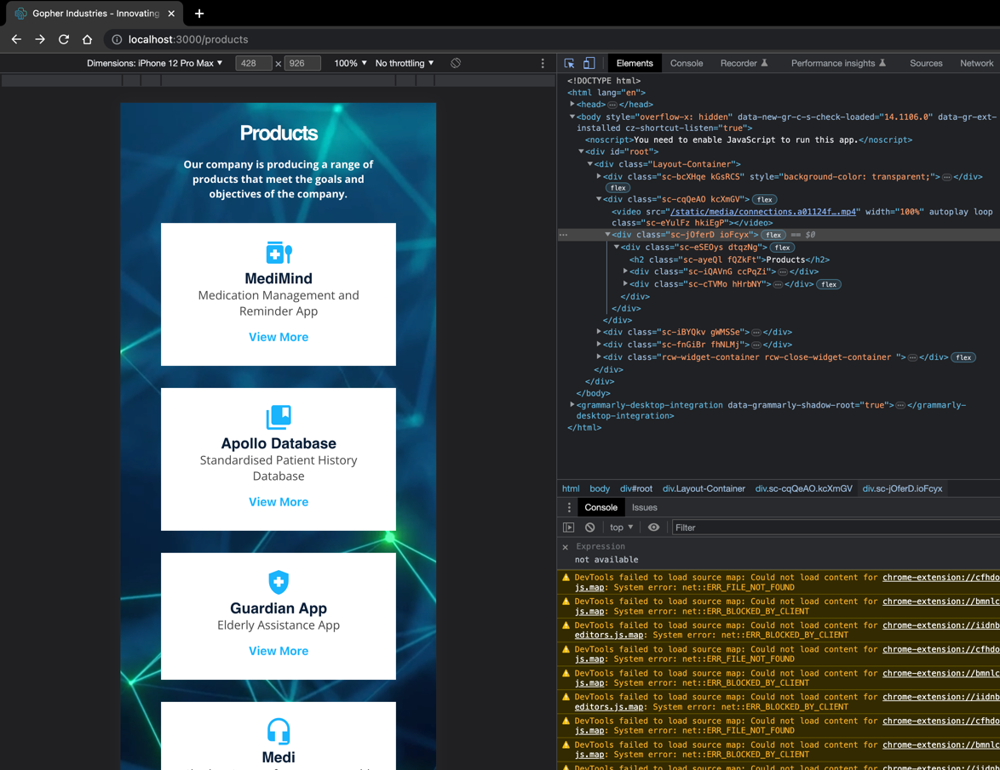 Gopher Industries - Innovating
localhost:3000/products
Dimensions: iPhone 12 Pro Max ▼ 428 × 926 100% ▼ No throttling ▼
Products
Our company is producing a range of
products that meet the goals and
objectives of the company.
MediMind
Medication Management and
Reminder App
View More
Apollo Database
Standardised Patient History
Database
View More
Guardian App
Elderly Assistance App
View More
Medi
Elements Console Recorder Performance insights Sources Network
<!DOCTYPE html>
<html lang="en">
<head> ⋯ </head>
<body style="overflow-x: hidden" data-new-gr-c-s-check-loaded="14.1106.0" data-gr-ext-
installed cz-shortcut-listen="true">
<noscript>You need to enable JavaScript to run this app.</noscript>
<div id="root">
<div class="Layout-Container">
<div class="sc-bcXHqe kGsRCS" style="background-color: transparent;"> ⋯ </div>
flex
<div class="sc-cqQeAO kcXmGV"> flex
<video src="/static/media/connections.a01124f….mp4" width="100%" autoplay loop
class="sc-eYulFz hkiEgP"></video>
<div class="sc-jOferD ioFcyx"> flex == $0
<div class="sc-eSEOys dtqzNg"> flex
<h2 class="sc-ayeQl fQZkFt">Products</h2>
<div class="sc-iQAVnG ccPqZi"> ⋯ </div>
<div class="sc-cTVMo hHrbNY"> ⋯ </div> flex
</div>
</div>
</div>
<div class="sc-iBYQkv gWMSSe"> ⋯ </div>
<div class="sc-fnGiBr fhNLMj"> ⋯ </div>
<div class="rcw-widget-container rcw-close-widget-container "> ⋯ </div> flex
</div>
</div>
</body>
<grammarly-desktop-integration data-grammarly-shadow-root="true"> ⋯ </grammarly-
desktop-integration>
</html>
html body div#root div.Layout-Container div.sc-cqQeAO.kcXmGV div.sc-jOferD.ioFcyx
Console Issues
top ▼ Filter
Expression
not available
DevTools failed to load source map: Could not load content for chrome-extension://cfhdo
js.map: System error: net::ERR_FILE_NOT_FOUND
DevTools failed to load source map: Could not load content for chrome-extension://bmnlc
js.map: System error: net::ERR_BLOCKED_BY_CLIENT
DevTools failed to load source map: Could not load content for chrome-extension://iidnb
editors.js.map: System error: net::ERR_BLOCKED_BY_CLIENT
DevTools failed to load source map: Could not load content for chrome-extension://cfhdo
js.map: System error: net::ERR_FILE_NOT_FOUND
DevTools failed to load source map: Could not load content for chrome-extension://bmnlc
js.map: System error: net::ERR_BLOCKED_BY_CLIENT
DevTools failed to load source map: Could not load content for chrome-extension://iidnb
editors.js.map: System error: net::ERR_BLOCKED_BY_CLIENT
DevTools failed to load source map: Could not load content for chrome-extension://cfhdo
js.map: System error: net::ERR_FILE_NOT_FOUND
DevTools failed to load source map: Could not load content for chrome-extension://bmnlc
js.map: System error: net::ERR_BLOCKED_BY_CLIENT
DevTools failed to load source map: Could not load content for chrome-extension://iidnb